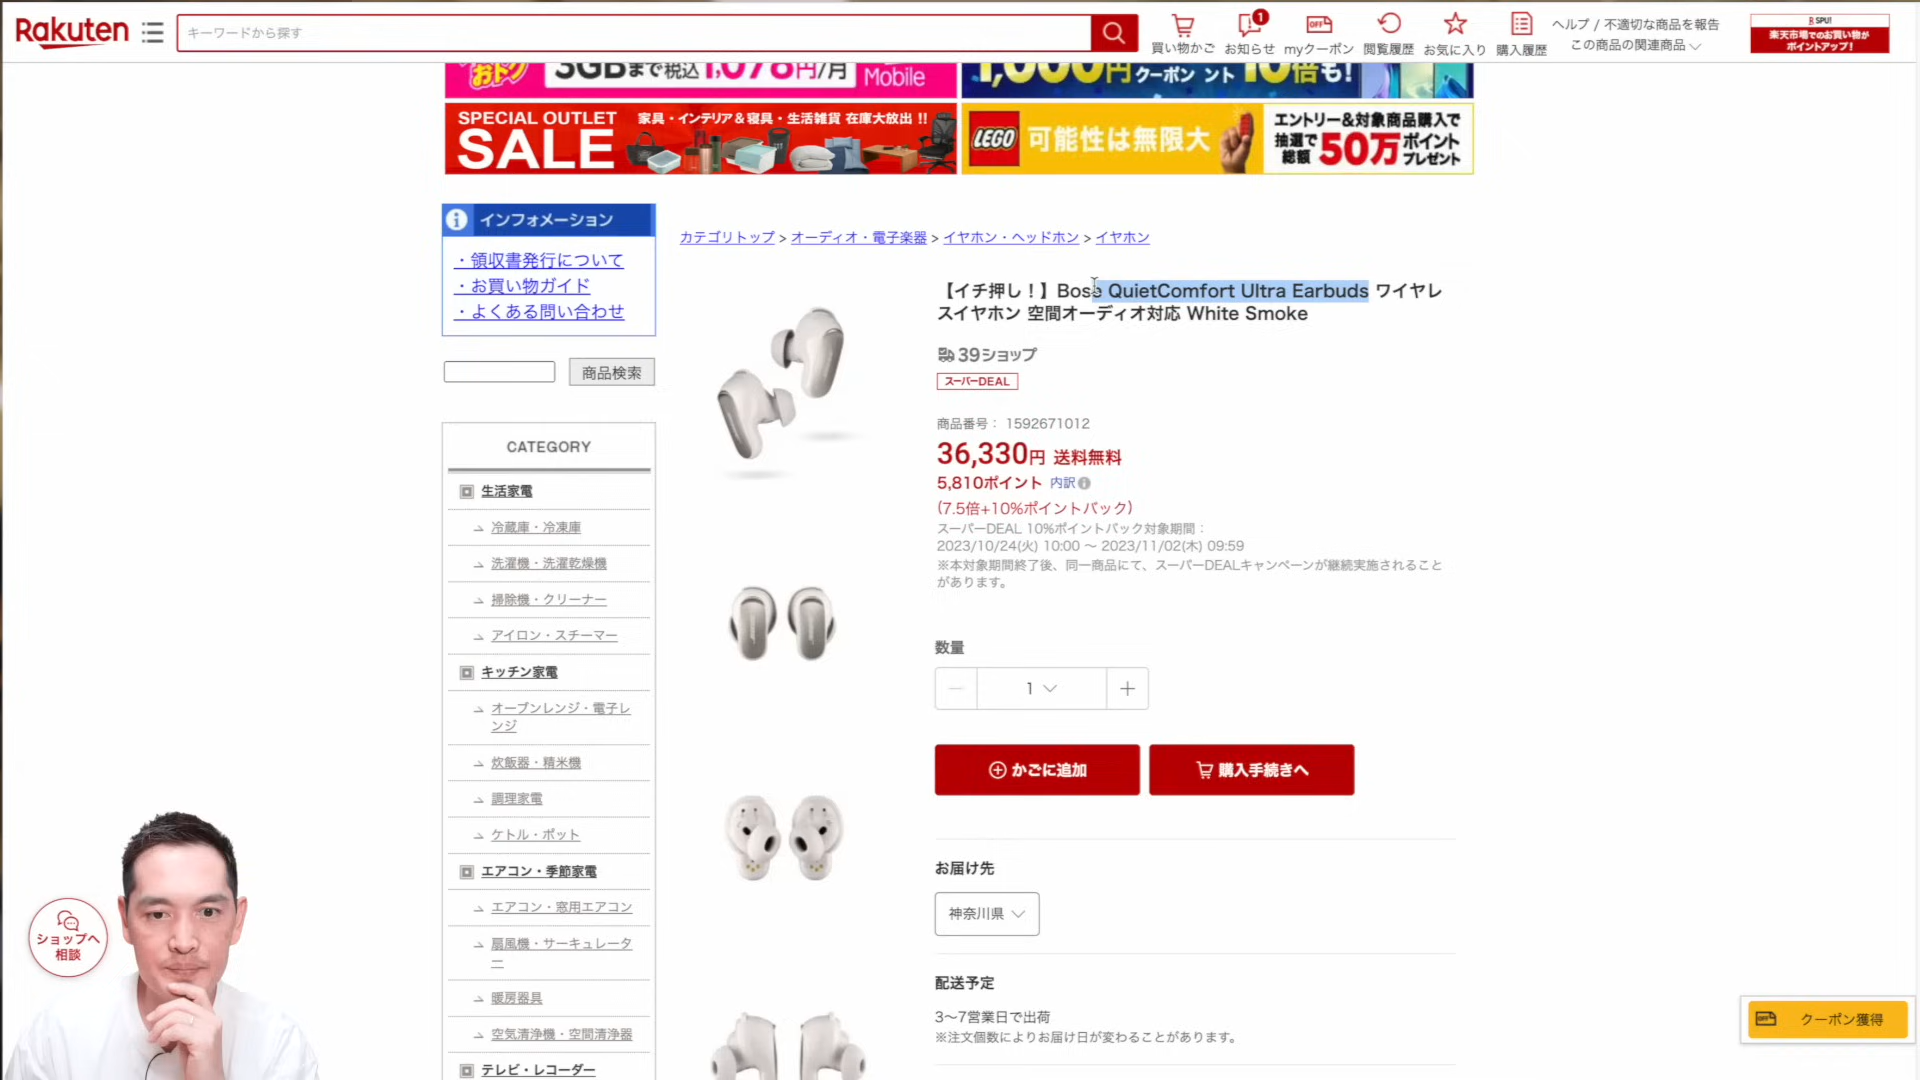 Rakuten
キーワードから探す
1
OFF
買い物かご
お知らせ
myクーポン
閲覧履歴
お気に入り
購入履歴
ヘルプ / 不適切な商品を報告
この商品の関連商品
SPU!
楽天市場でのお買い物が
ポイントアップ!
おトク
3GBまで税込1,078円/月
Mobile
1,000円クーポン
ント10倍も!
SPECIAL OUTLET
SALE
家具・インテリア&寝具・生活雑貨 在庫大放出 !!
LEGO
可能性は無限大
エントリー&対象商品購入で
抽選で
総額
50万ポイント
プレゼント
インフォメーション
・領収書発行について
・お買い物ガイド
・よくある問い合わせ
商品検索
CATEGORY
生活家電
冷蔵庫・冷凍庫
洗濯機・洗濯乾燥機
掃除機・クリーナー
アイロン・スチーマー
キッチン家電
オーブンレンジ・電子レ
ンジ
炊飯器・精米機
調理家電
ケトル・ポット
エアコン・季節家電
エアコン・窓用エアコン
扇風機・サーキュレータ
ー
暖房器具
空気清浄機・空間清浄器
テレビ・レコーダー
カテゴリトップ > オーディオ・電子楽器 > イヤホン・ヘッドホン > イヤホン
【イチ押し！】Bose QuietComfort Ultra Earbuds ワイヤレ
スイヤホン 空間オーディオ対応 White Smoke
39ショップ
スーパーDEAL
商品番号： 1592671012
36,330円 送料無料
5,810ポイント 内訳
(7.5倍+10%ポイントバック)
スーパーDEAL 10%ポイントバック対象期間：
2023/10/24(火) 10:00 〜 2023/11/02(木) 09:59
※本対象期間終了後、同一商品にて、スーパーDEALキャンペーンが継続実施されること
があります。
数量
1
かごに追加
購入手続きへ
お届け先
神奈川県
配送予定
3〜7営業日で出荷
※注文個数によりお届け日が変わることがあります。
ショップへ
相談
OFF
クーポン獲得